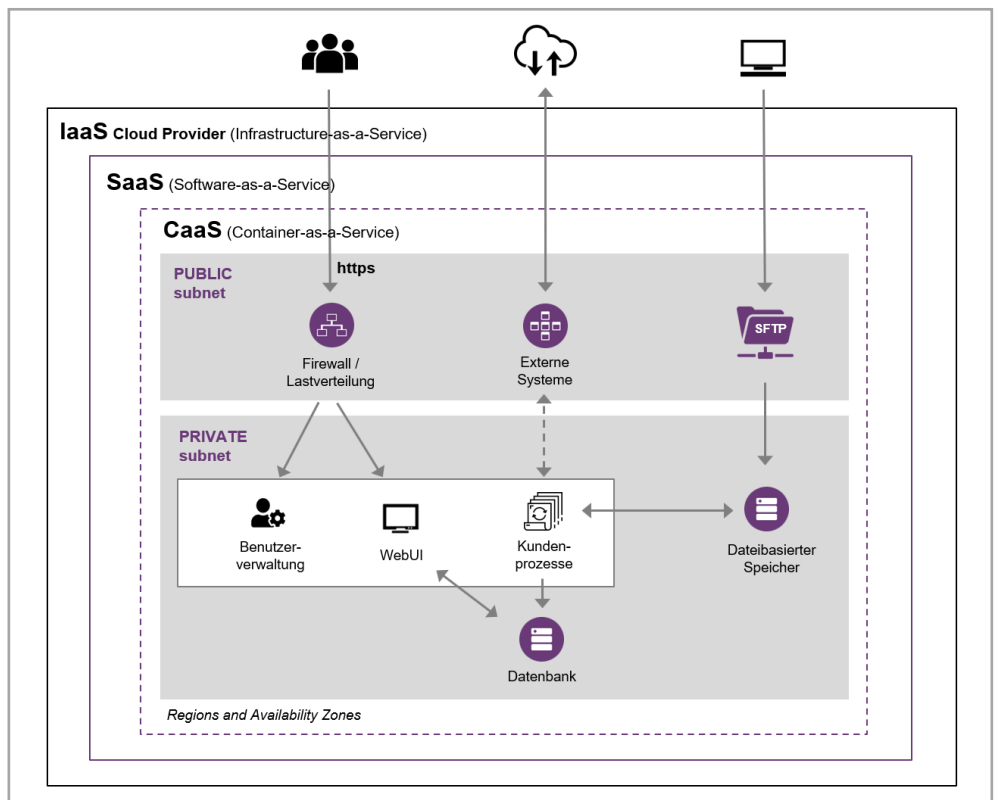 IaaS Cloud Provider (Infrastructure-as-a-Service)
SaaS (Software-as-a-Service)
CaaS (Container-as-a-Service)
https
PUBLIC
subnet
Firewall /
Lastverteilung
Externe
Systeme
SFTP
PRIVATE
subnet
Benutzer-
verwaltung
WebUI
Kunden-
prozesse
Dateibasierter
Speicher
Datenbank
Regions and Availability Zones